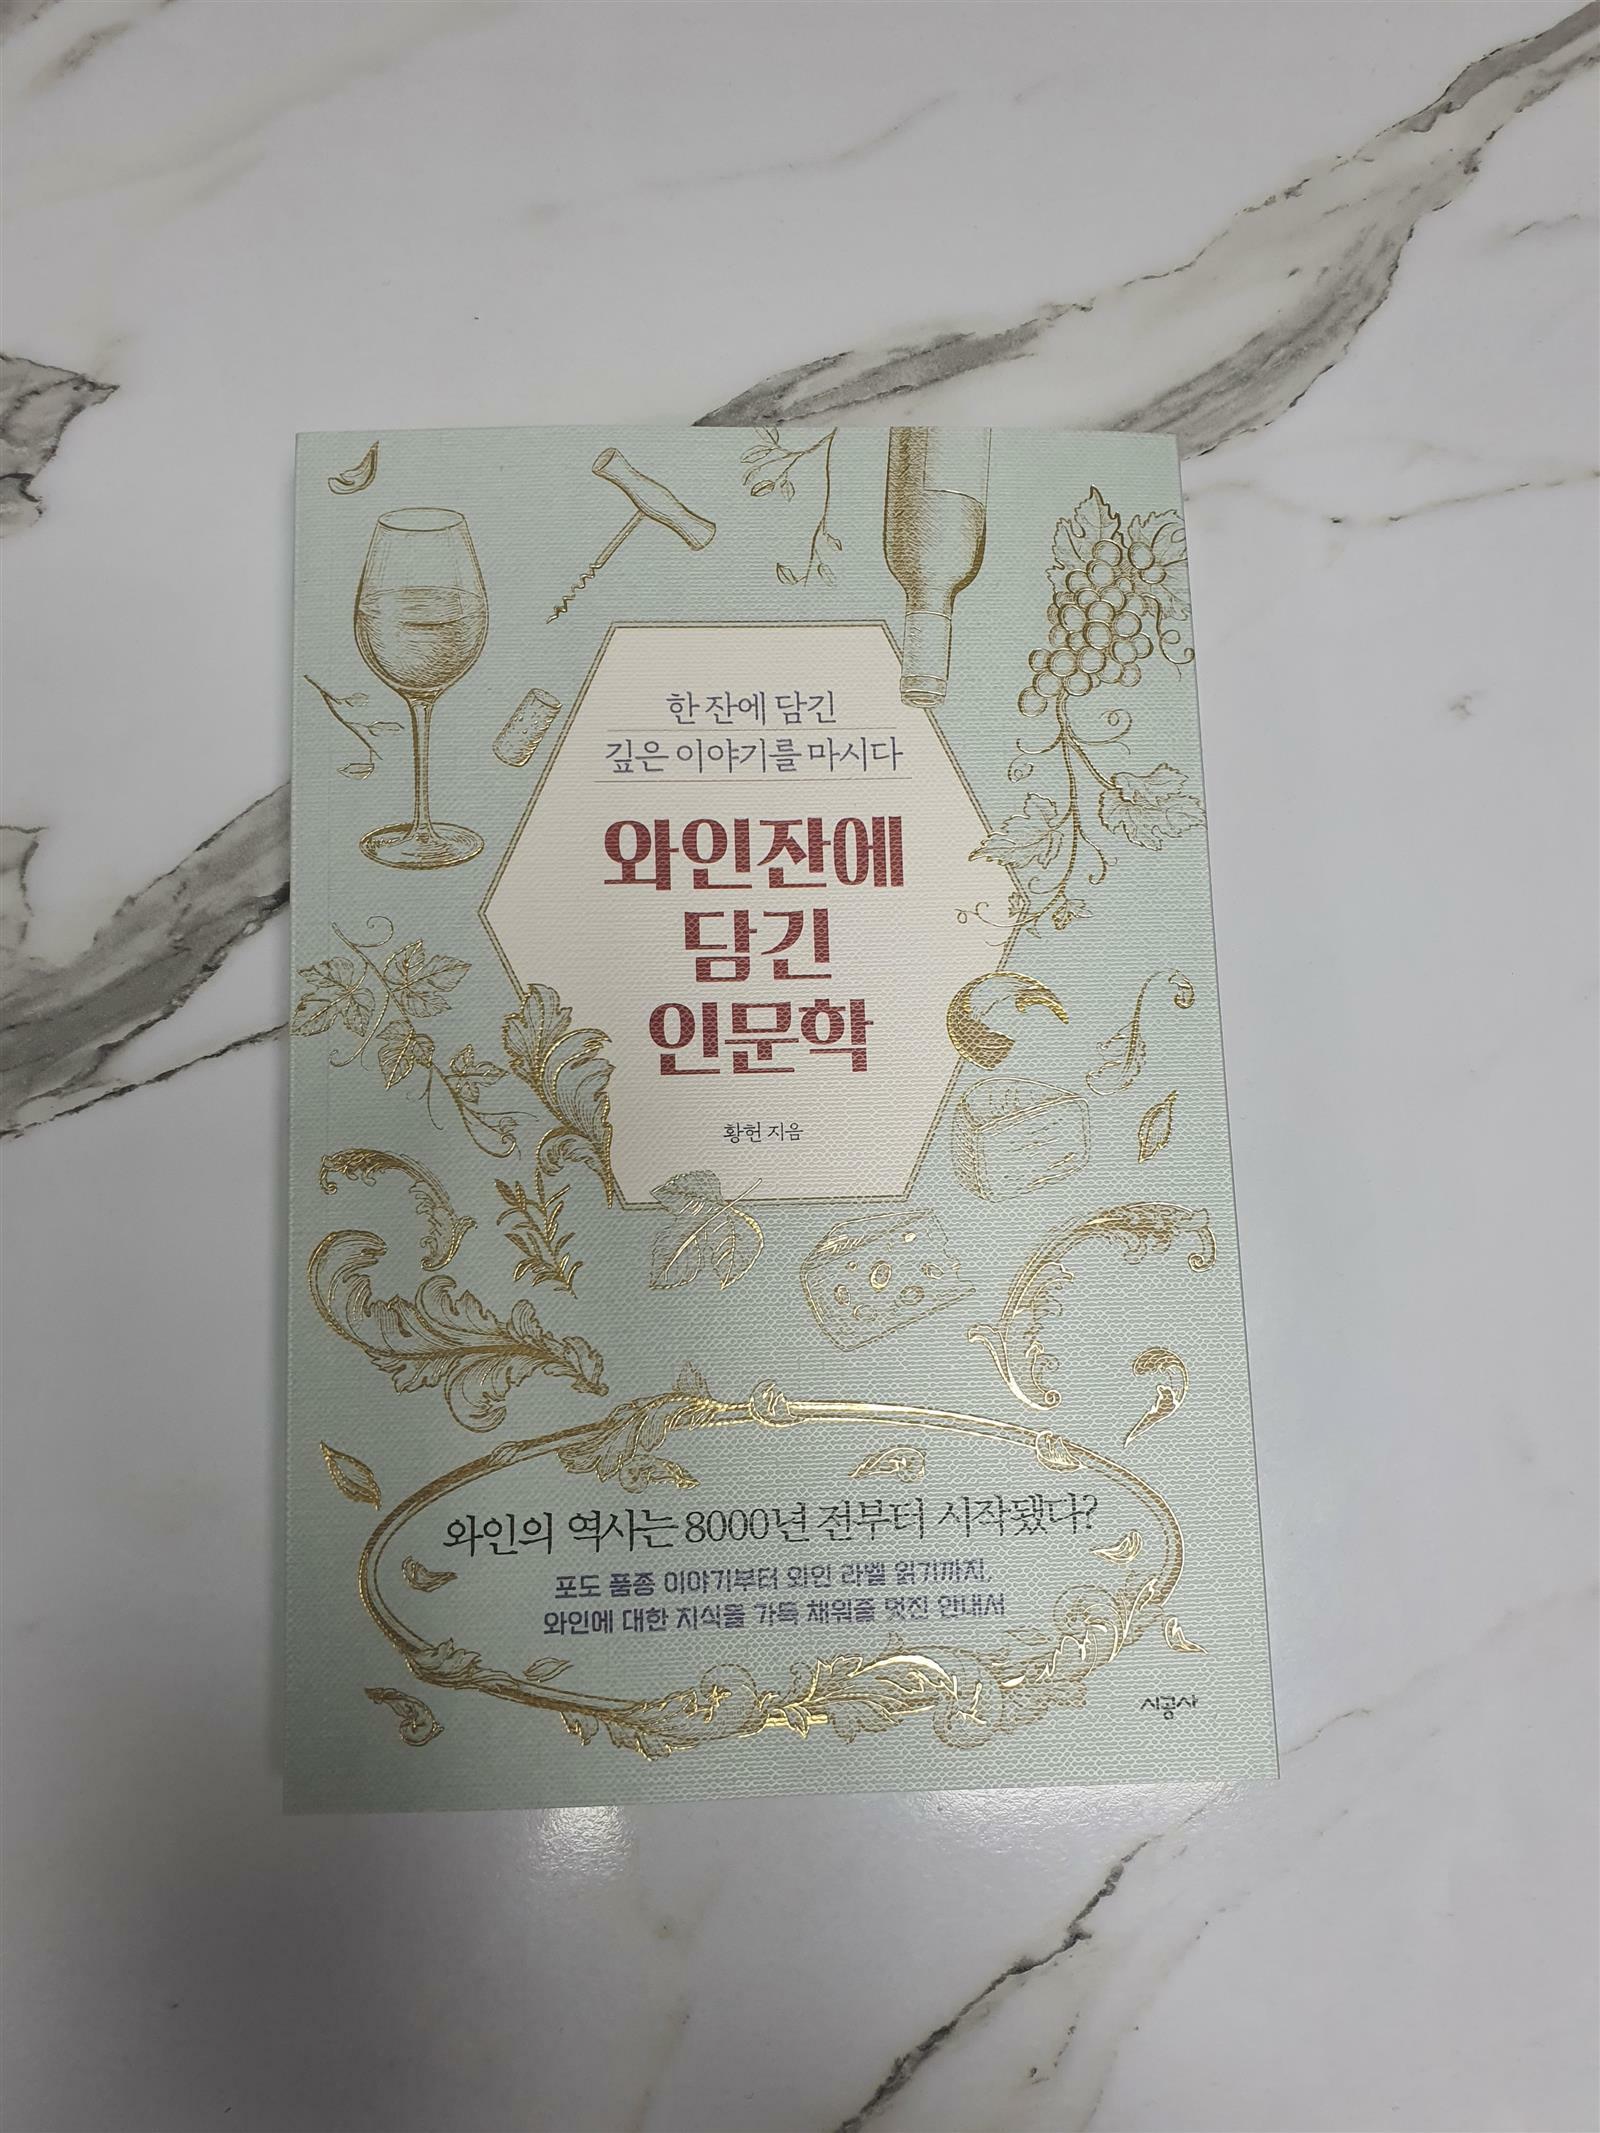 한 잔에 담긴
깊은 이야기를 마시다
와인잔에
담긴
인문학
황헌 지음
와인의 역사는 8000년 전부터 시작됐다?
포도 품종 이야기부터 와인 라벨 읽기까지,
와인에 대한 지식을 가득 채워줄 멋진 안내서
시공사